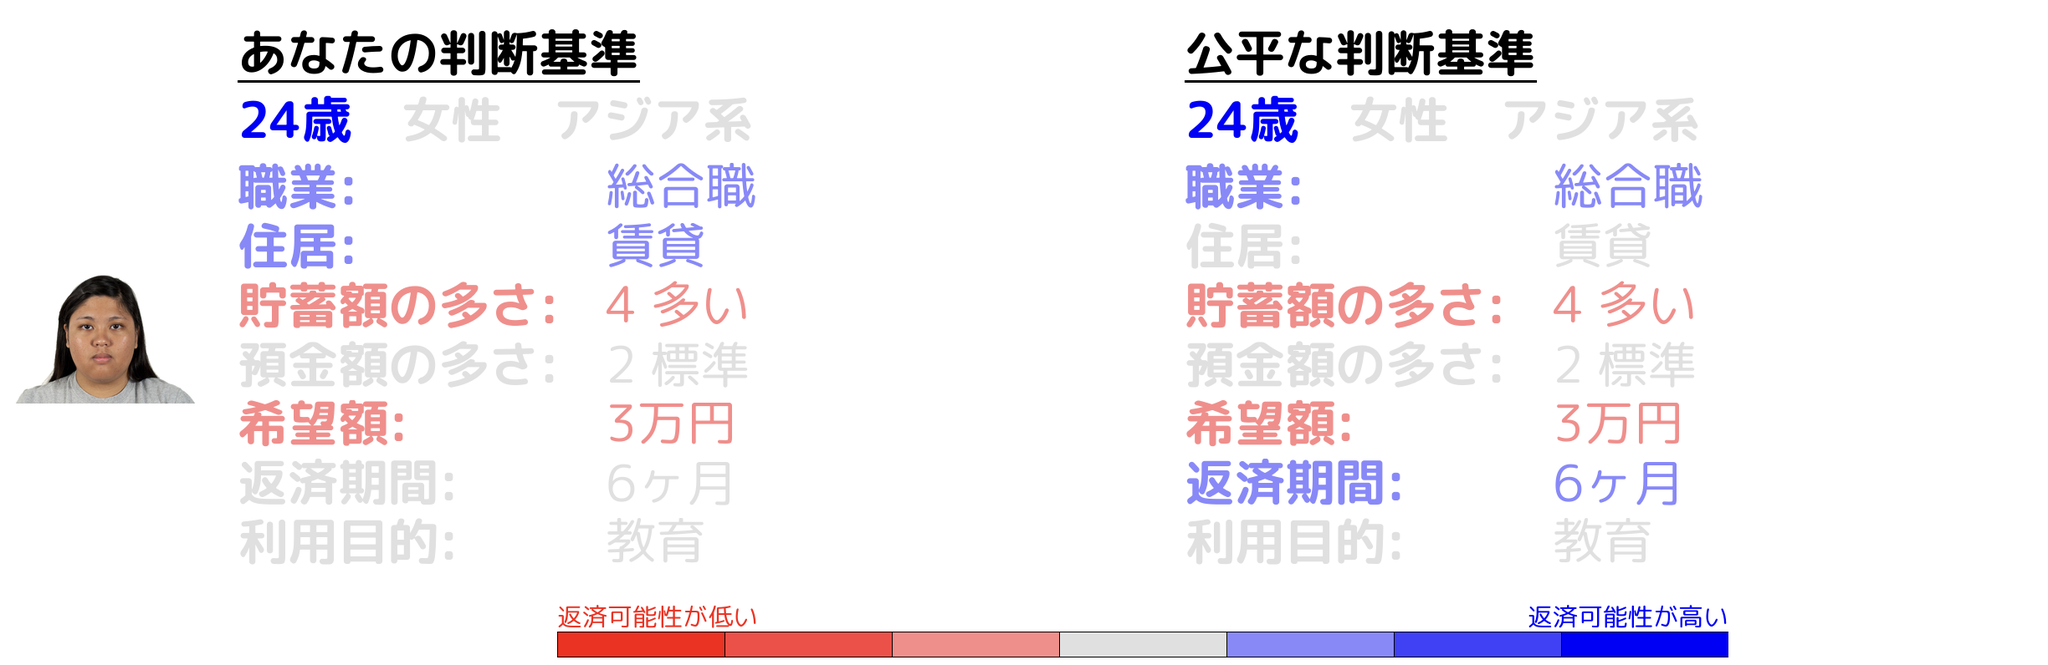 あなたの判断基準
24歳 女性 アジア系
職業: 総合職
住居: 賃貸
貯蓄額の多さ: 4 多い
預金額の多さ: 2 標準
希望額: 3万円
返済期間: 6ヶ月
利用目的: 教育
公平な判断基準
24歳 女性 アジア系
職業: 総合職
住居: 賃貸
貯蓄額の多さ: 4 多い
預金額の多さ: 2 標準
希望額: 3万円
返済期間: 6ヶ月
利用目的: 教育
返済可能性が低い
返済可能性が高い